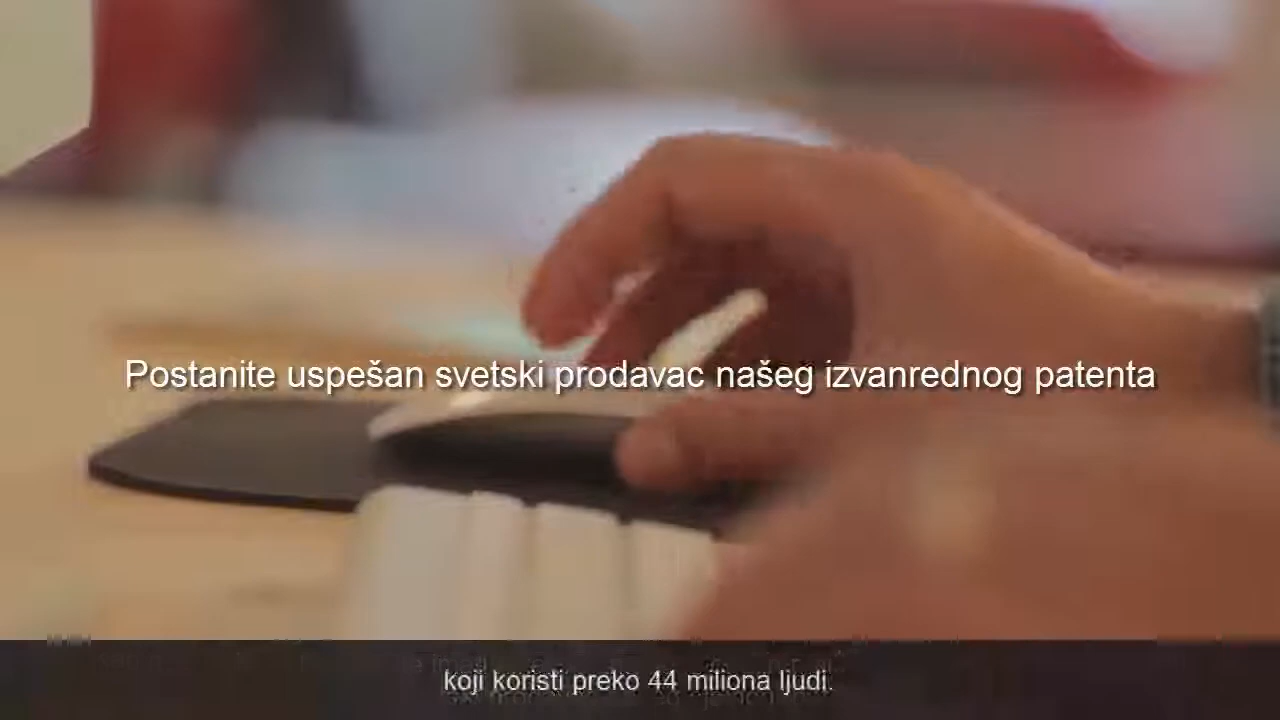 Postanite uspešan svetski prodavac našeg izvanrednog patenta
koji koristi preko 44 miliona ljudi.